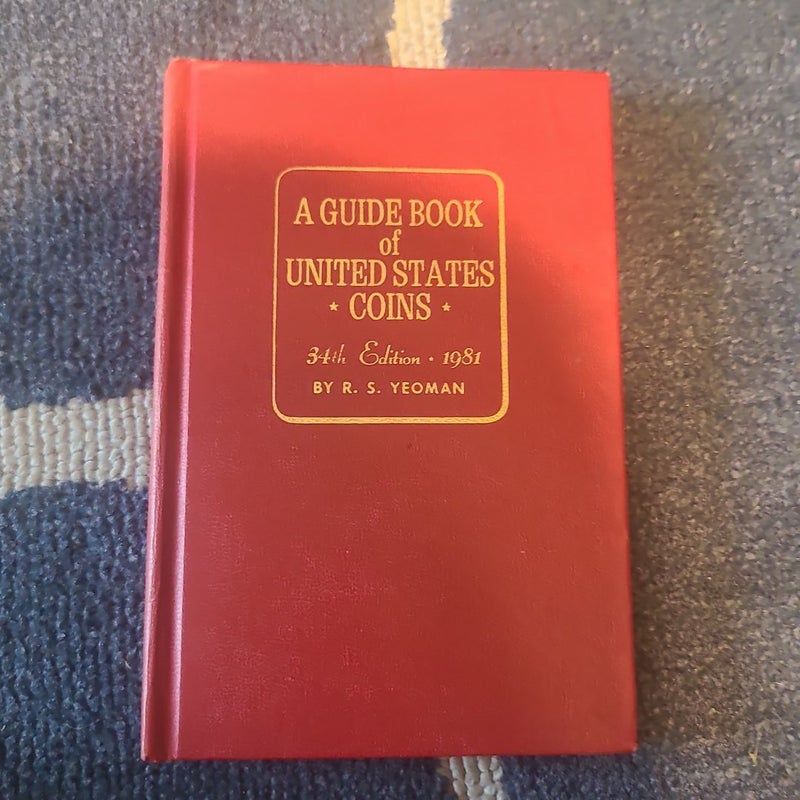 A GUIDE BOOK
of
UNITED STATES
★ COINS ★
34th Edition • 1981
BY R. S. YEOMAN